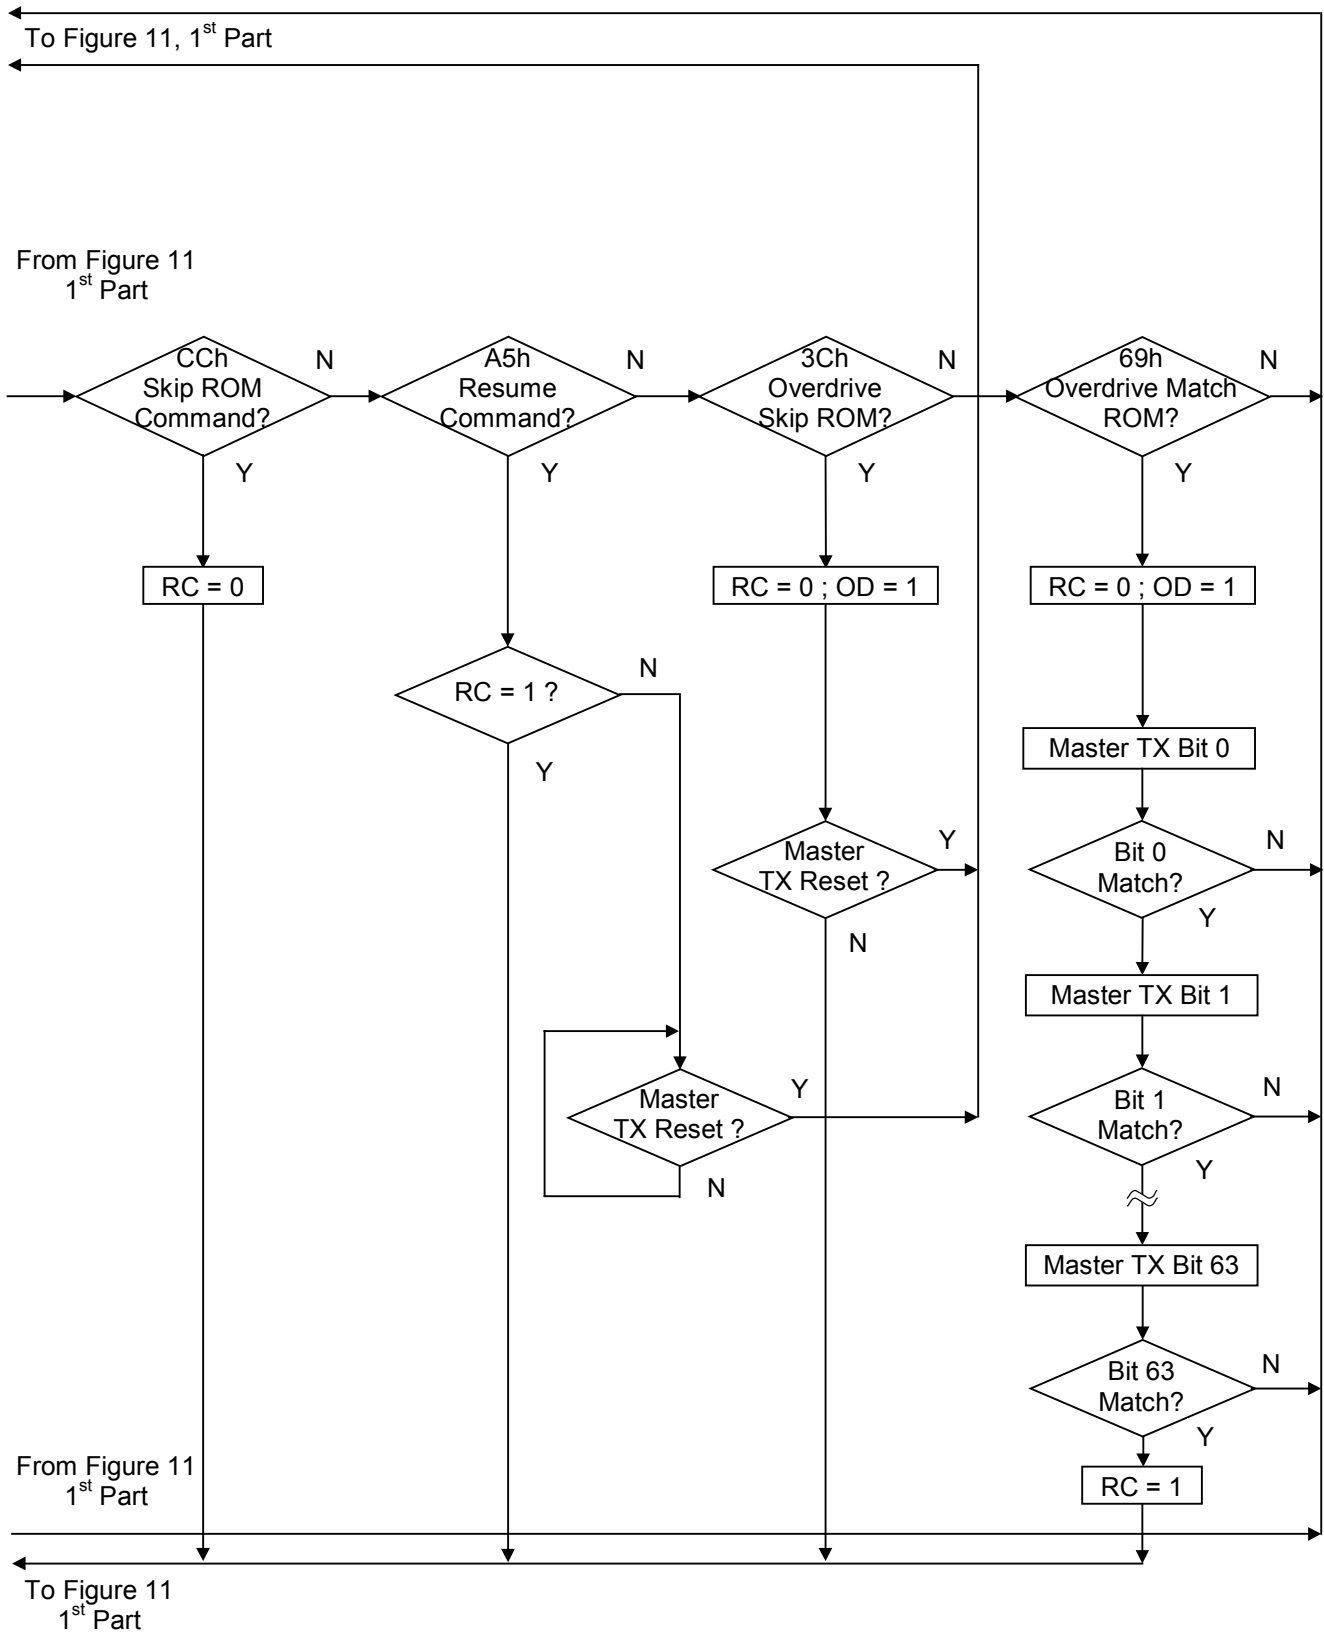 To Figure 11, 1st Part
From Figure 11
1st Part
CCh
Skip ROM
Command?
N
Y
A5h
Resume
Command?
N
Y
3Ch
Overdrive
Skip ROM?
N
Y
69h
Overdrive Match
ROM?
N
Y
RC = 0
RC = 0 ; OD = 1
RC = 0 ; OD = 1
RC = 1 ?
N
Y
Master TX Bit 0
Master
TX Reset ?
Y
N
Bit 0
Match?
N
Y
Master TX Bit 1
Master
TX Reset ?
Y
N
Bit 1
Match?
N
Y
Master TX Bit 63
Bit 63
Match?
N
Y
RC = 1
From Figure 11
1st Part
To Figure 11
1st Part